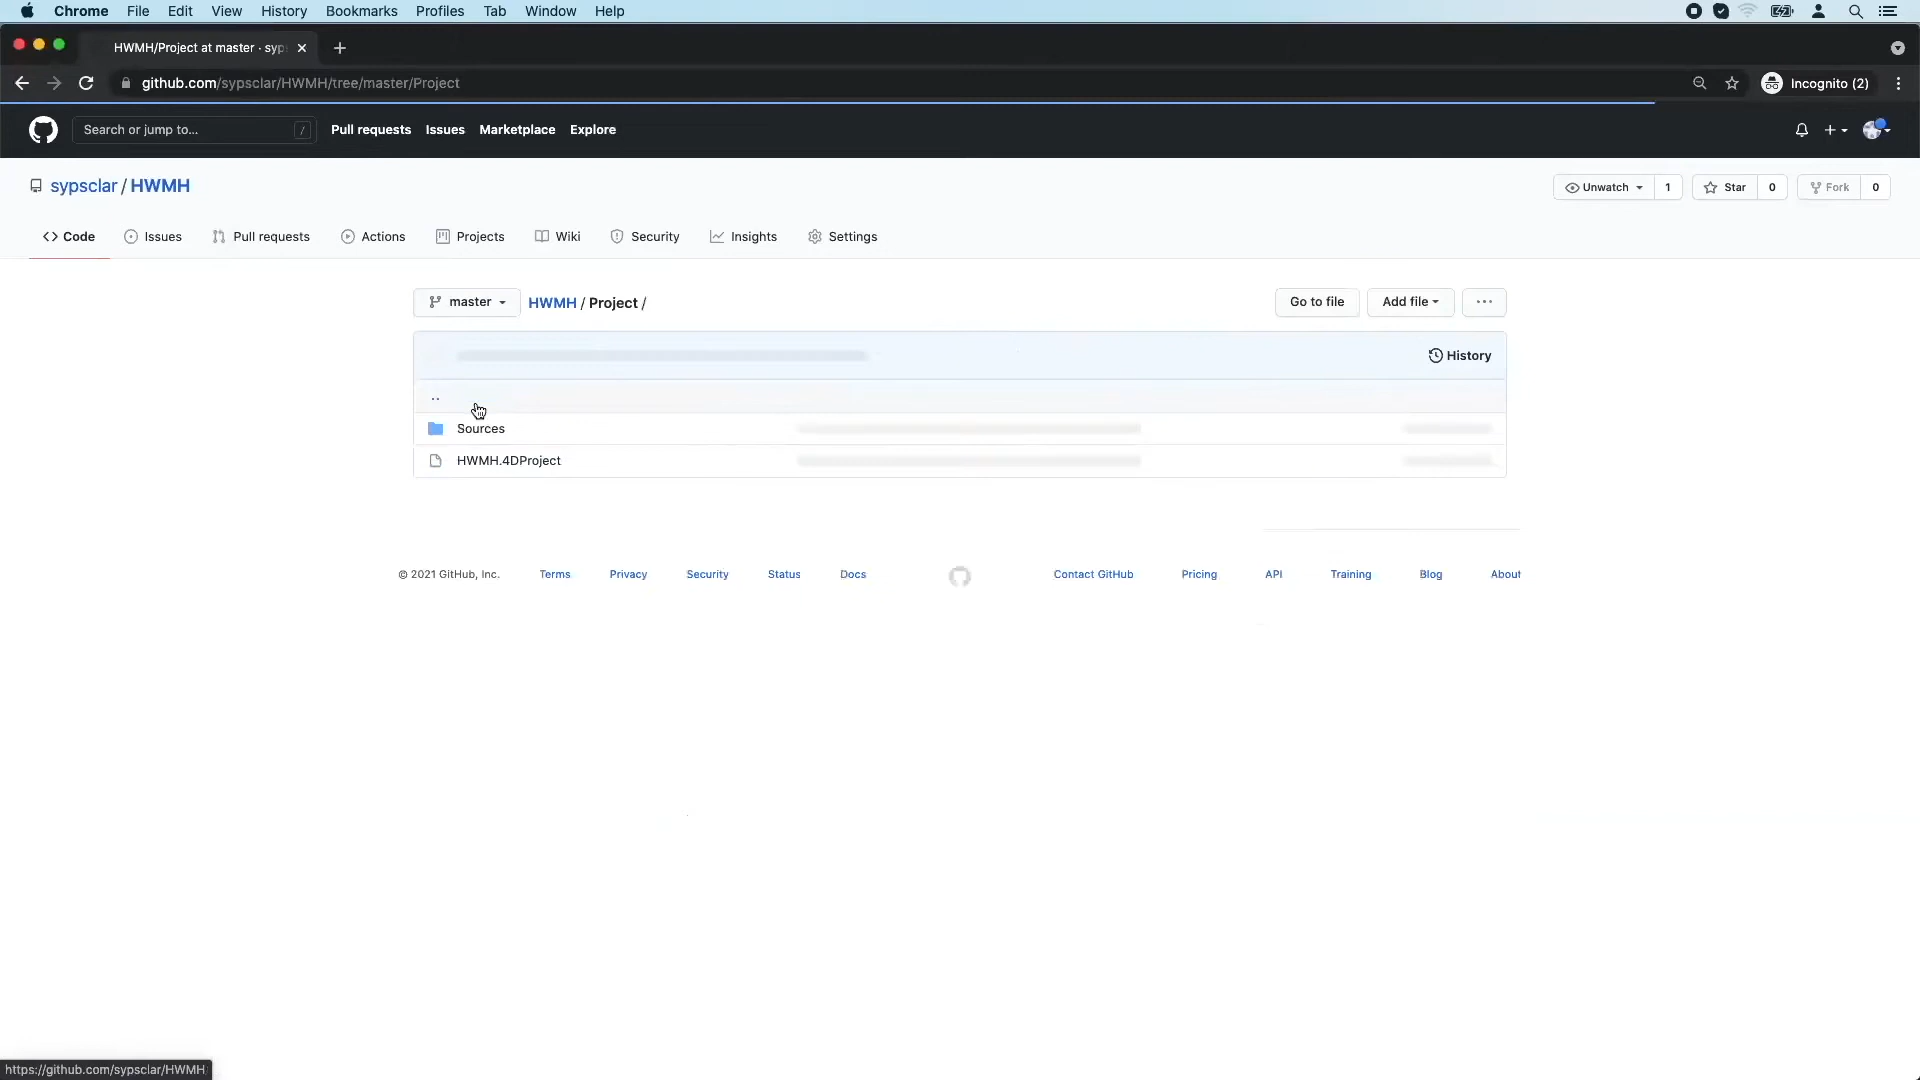 Chrome File Edit View History Bookmarks Profiles Tab Window Help
HWMH/Project at master · syps
github.com/sypsclar/HWMH/tree/master/Project
Incognito (2)
Search or jump to... /
Pull requests Issues Marketplace Explore
sypsclar / HWMH
Unwatch 1 Star 0 Fork 0
Code Issues Pull requests Actions Projects Wiki Security Insights Settings
master HWMH / Project / Go to file Add file ...
History
..
Sources
HWMH.4DProject
© 2021 GitHub, Inc. Terms Privacy Security Status Docs Contact GitHub Pricing API Training Blog About
https://github.com/sypsclar/HWMH